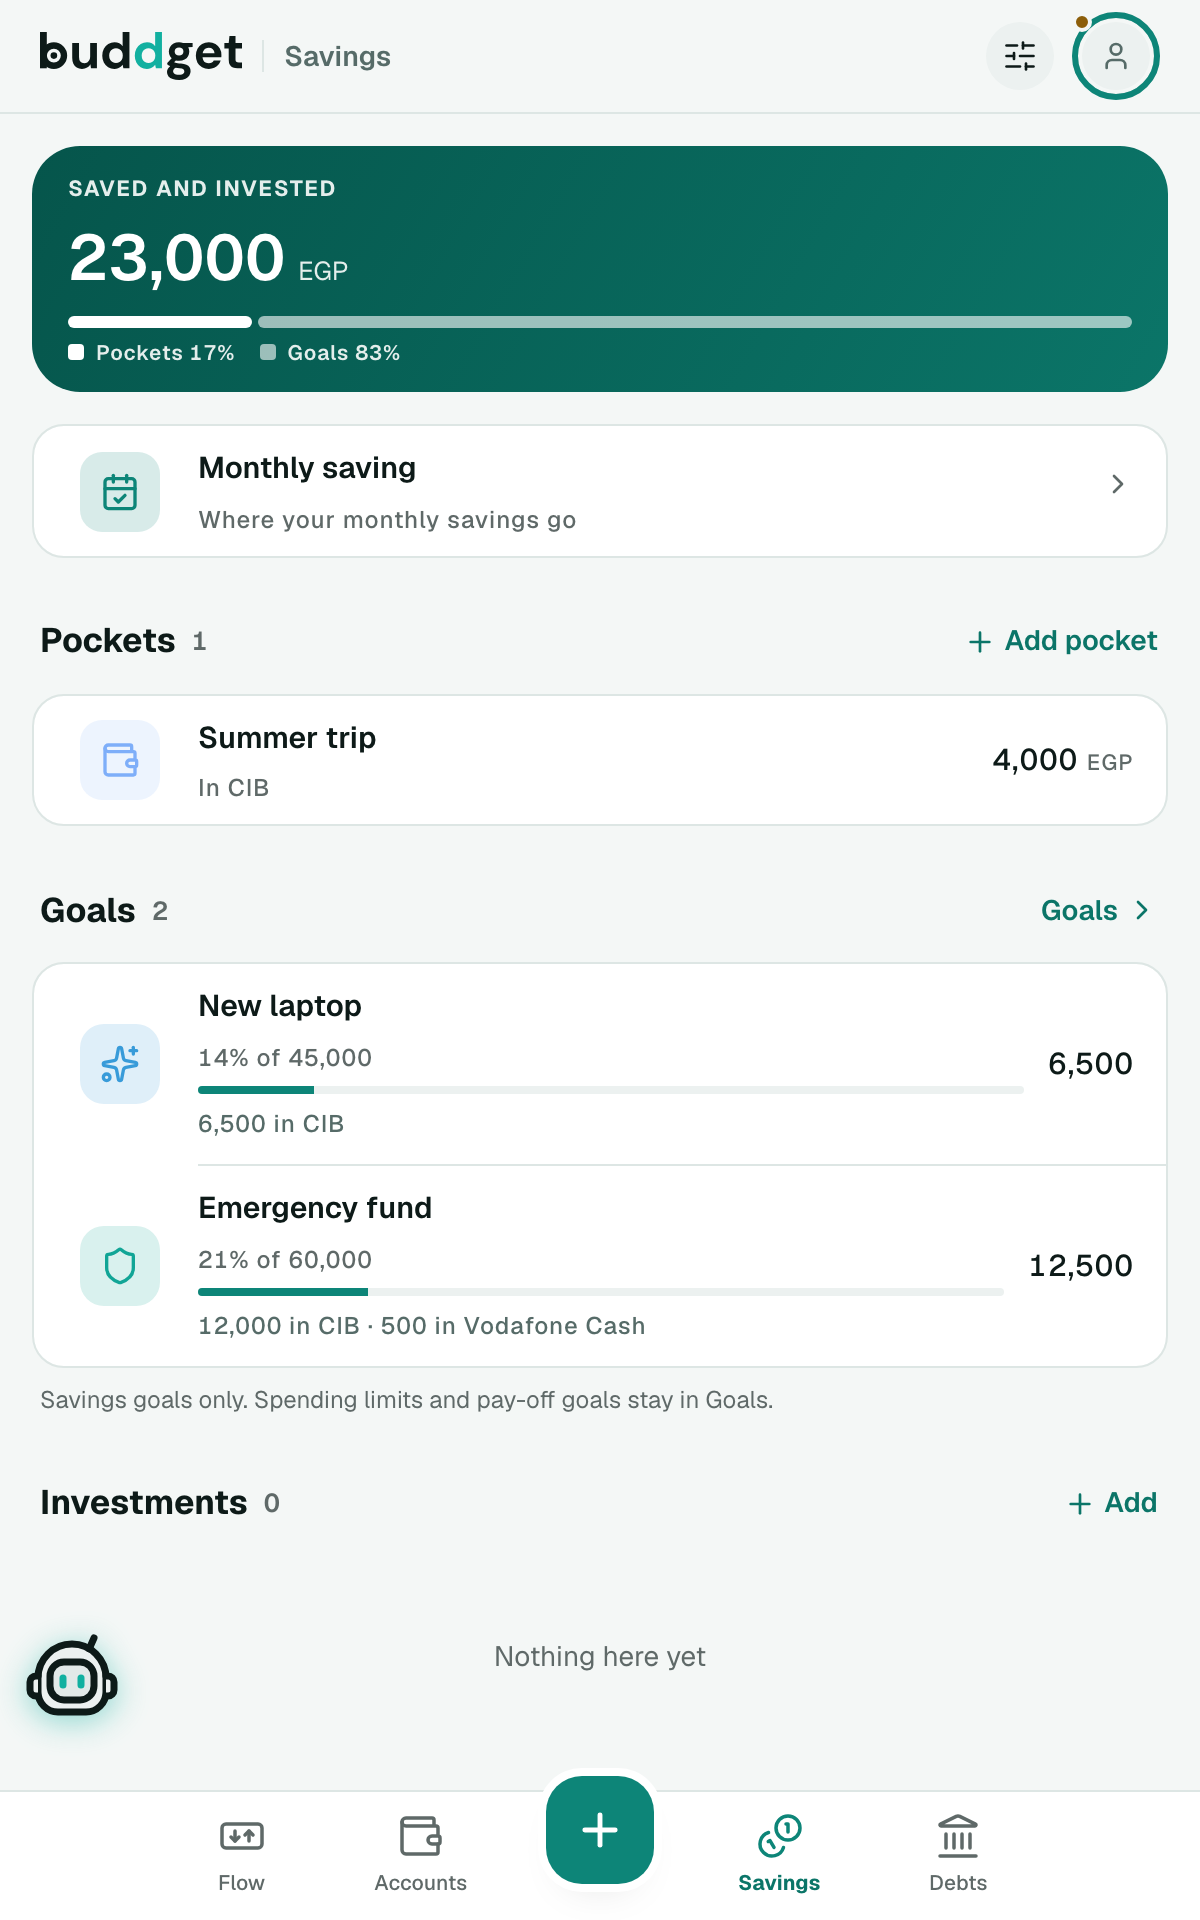 buddget
Savings
SAVED AND INVESTED
23,000 EGP
Pockets 17% Goals 83%
Monthly saving
Where your monthly savings go
Pockets 1
Add pocket
Summer trip
In CIB
4,000 EGP
Goals 2
Goals
New laptop
14% of 45,000
6,500
6,500 in CIB
Emergency fund
21% of 60,000
12,500
12,000 in CIB · 500 in Vodafone Cash
Savings goals only. Spending limits and pay-off goals stay in Goals.
Investments 0
Add
Nothing here yet
Flow
Accounts
Savings
Debts